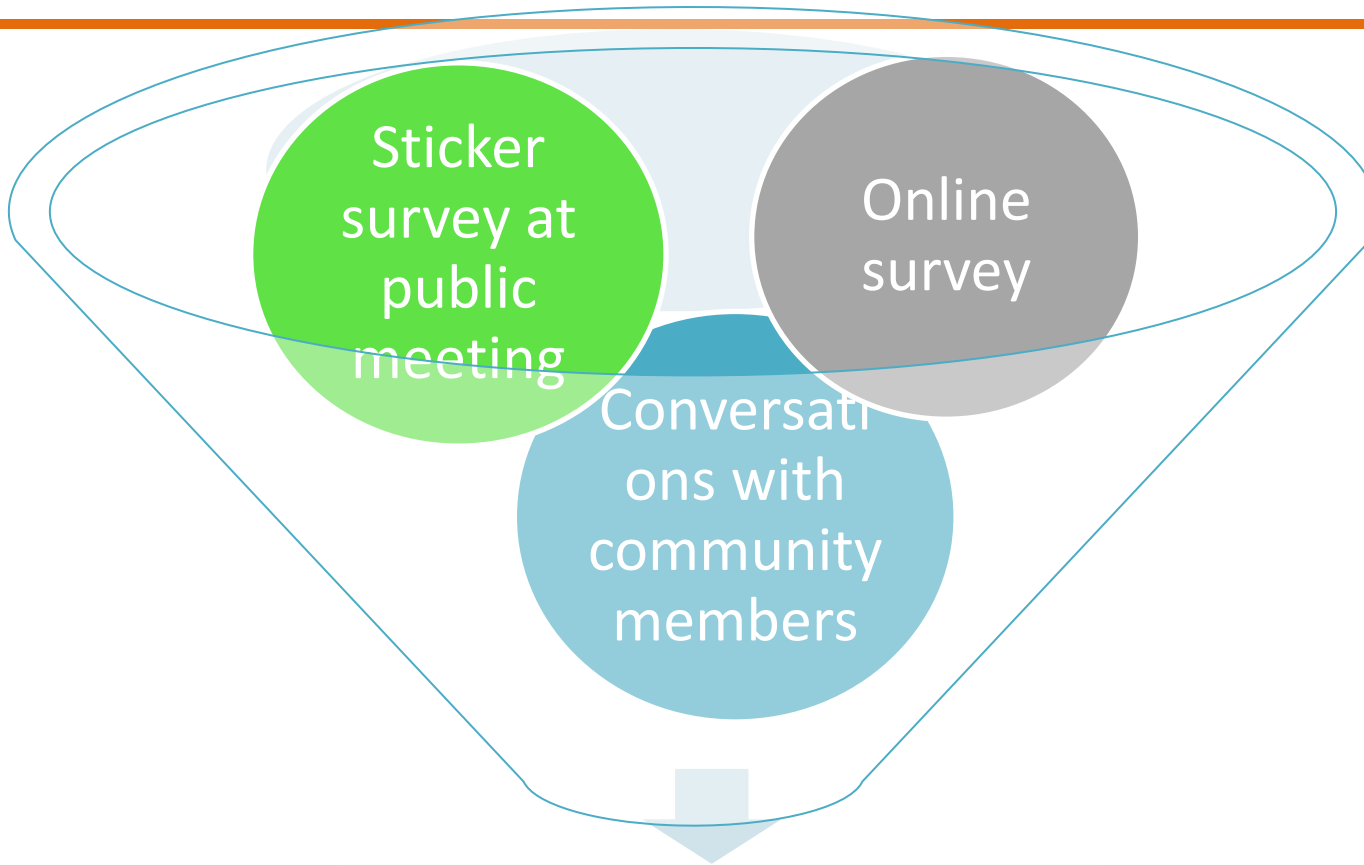 Sticker
survey at
public
meeting
Online
survey
Conversati
ons with
community
members